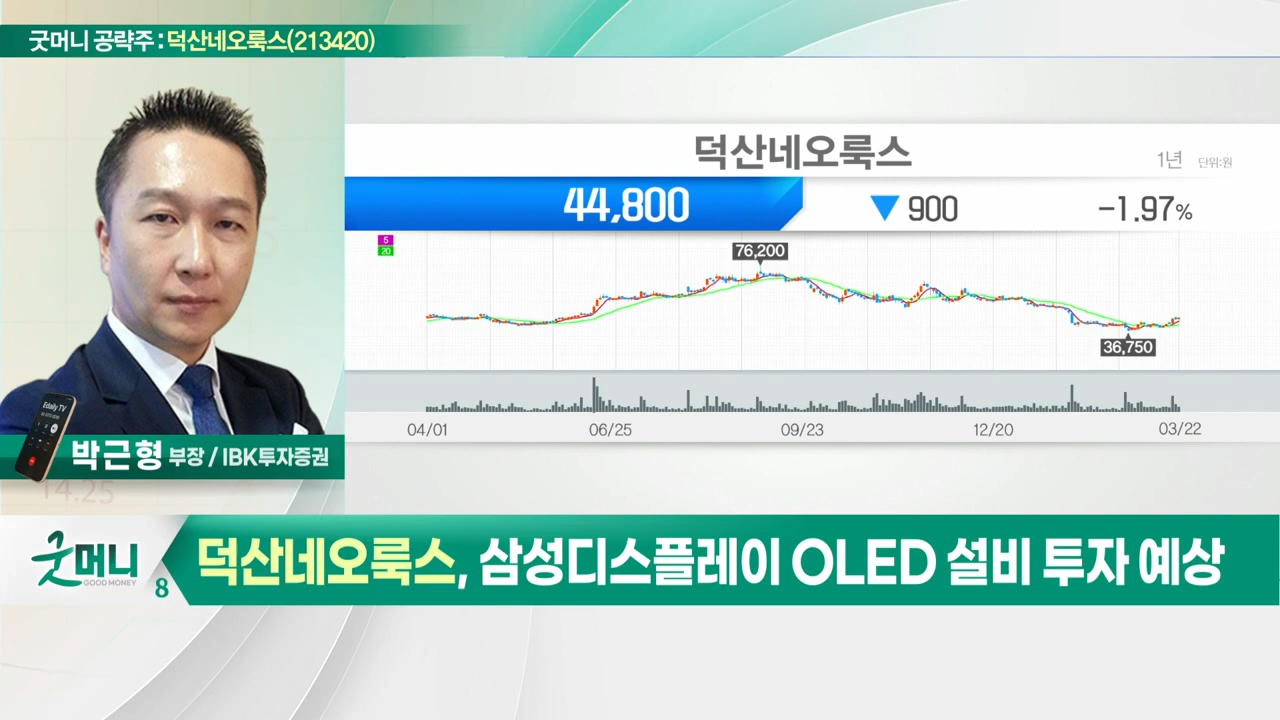 굿머니 공략주 : 덕산네오룩스(213420)
덕산네오룩스
1년 단위:원
44,800 ▼ 900 -1.97%
5
20
76,200
36,750
04/01 06/25 09/23 12/20 03/22
Edaily TV
박근형 부장 / IBK투자증권
14.25
굿머니
GOOD MONEY
8
덕산네오룩스, 삼성디스플레이 OLED 설비 투자 예상